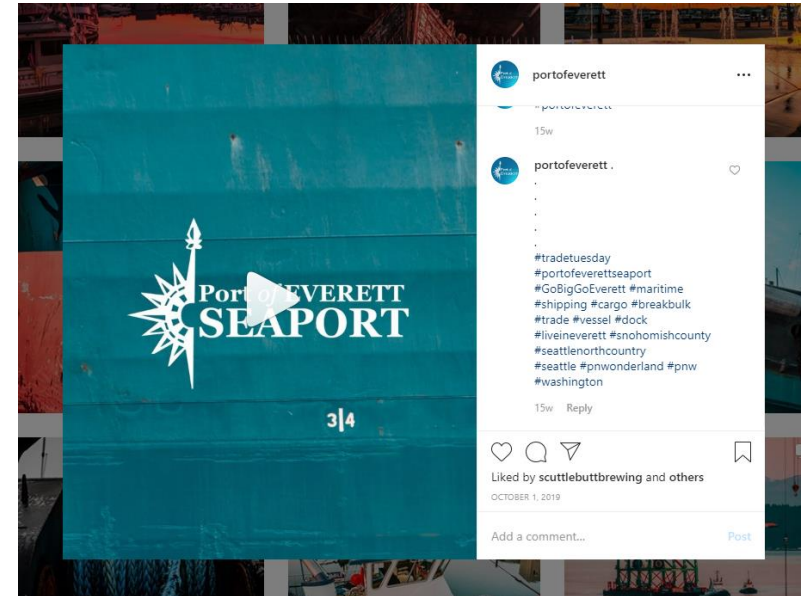 Port of EVERETT
SEAPORT
3|4
portofeverett
...
portofeverett
15w
portofeverett .
.
.
.
.
.
#tradetuesday
#portofeverettseaport
#GoBigGoEverett #maritime
#shipping #cargo #breakbulk
#trade #vessel #dock
#liveineverett #snohomishcounty
#seattlenorthcountry
#seattle #pnwonderland #pnw
#washington
15w Reply
Liked by scuttlebuttbrewing and others
OCTOBER 1, 2019
Add a comment...
Post